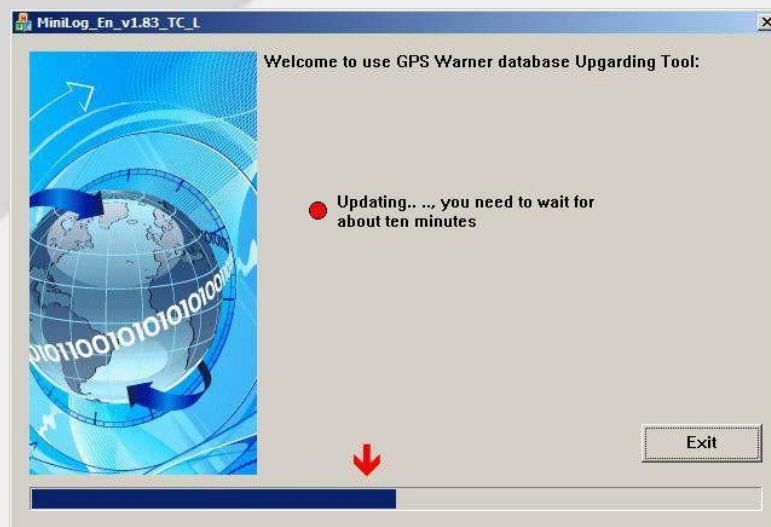 MiniLog_En_v1.83_TC_L
Welcome to use GPS Warner database Upgarding Tool:
Updating.. .., you need to wait for
about ten minutes
010110010101010101001
Exit